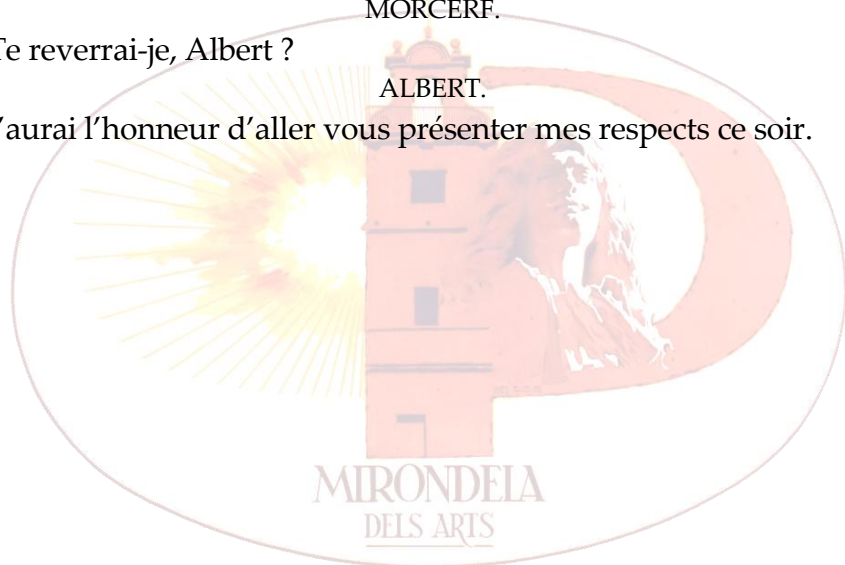 MORCERF.
Te reverrai-je, Albert ?
ALBERT.
’aurai l’honneur d’aller vous présenter mes respects ce soir.
MIRONDELA
DELS ARTS